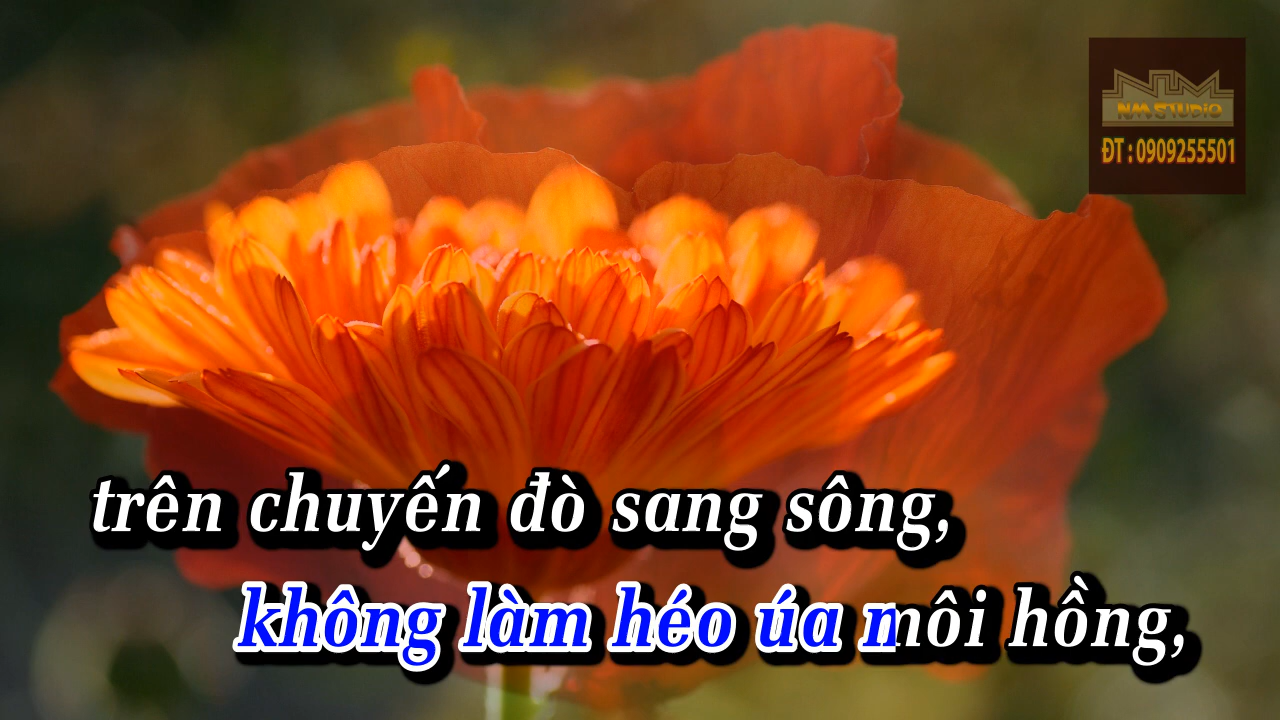 NM STUDIO
ĐT : 0909255501
trên chuyến đò sang sông,
không làm héo úa môi hồng,